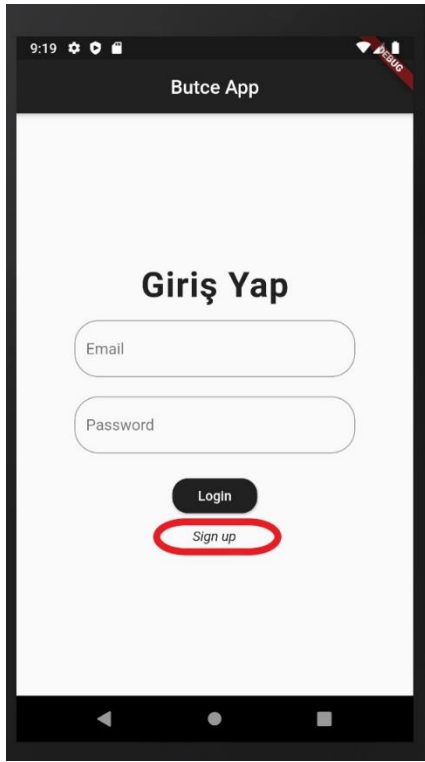 9:19
DEBUG
Butce App
Giriş Yap
Email
Password
Login
Sign up